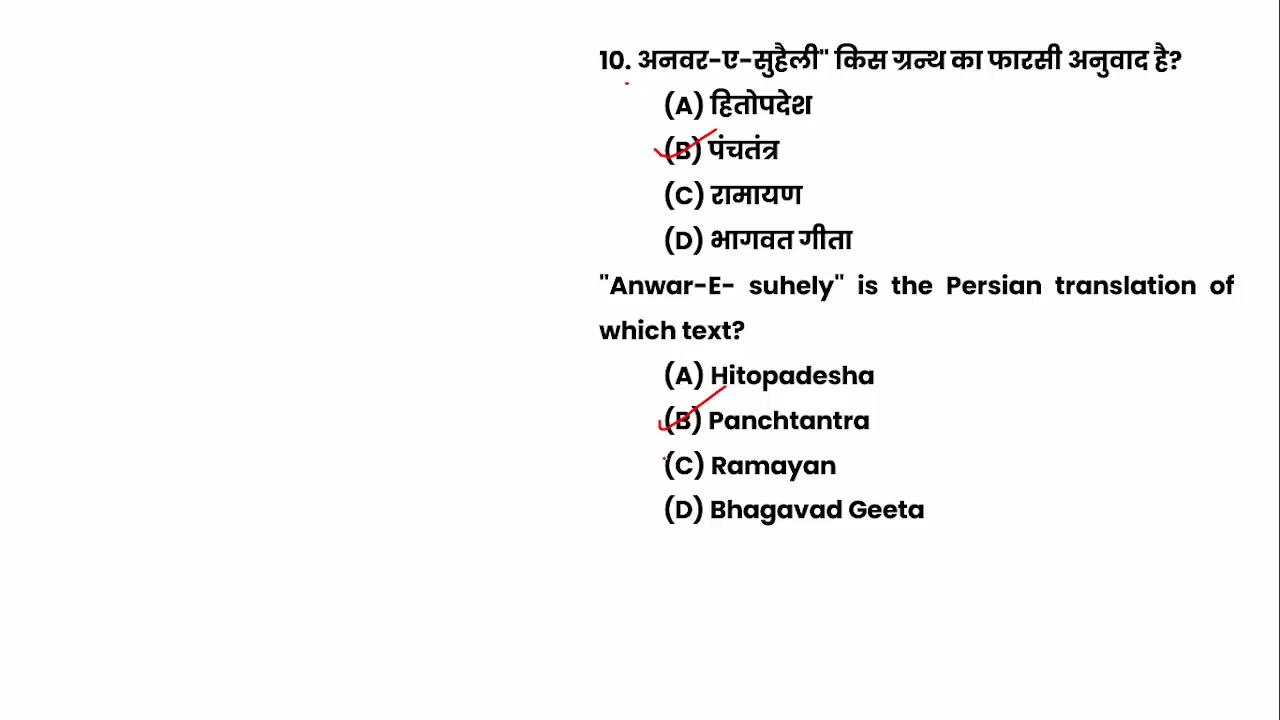 10. अनवर-ए-सुहैली" किस ग्रन्थ का फारसी अनुवाद है?
(A) हितोपदेश
(B) पंचतंत्र
(C) रामायण
(D) भागवत गीता
"Anwar-E- suhely" is the Persian translation of
which text?
(A) Hitopadesha
(B) Panchtantra
(C) Ramayan
(D) Bhagavad Geeta